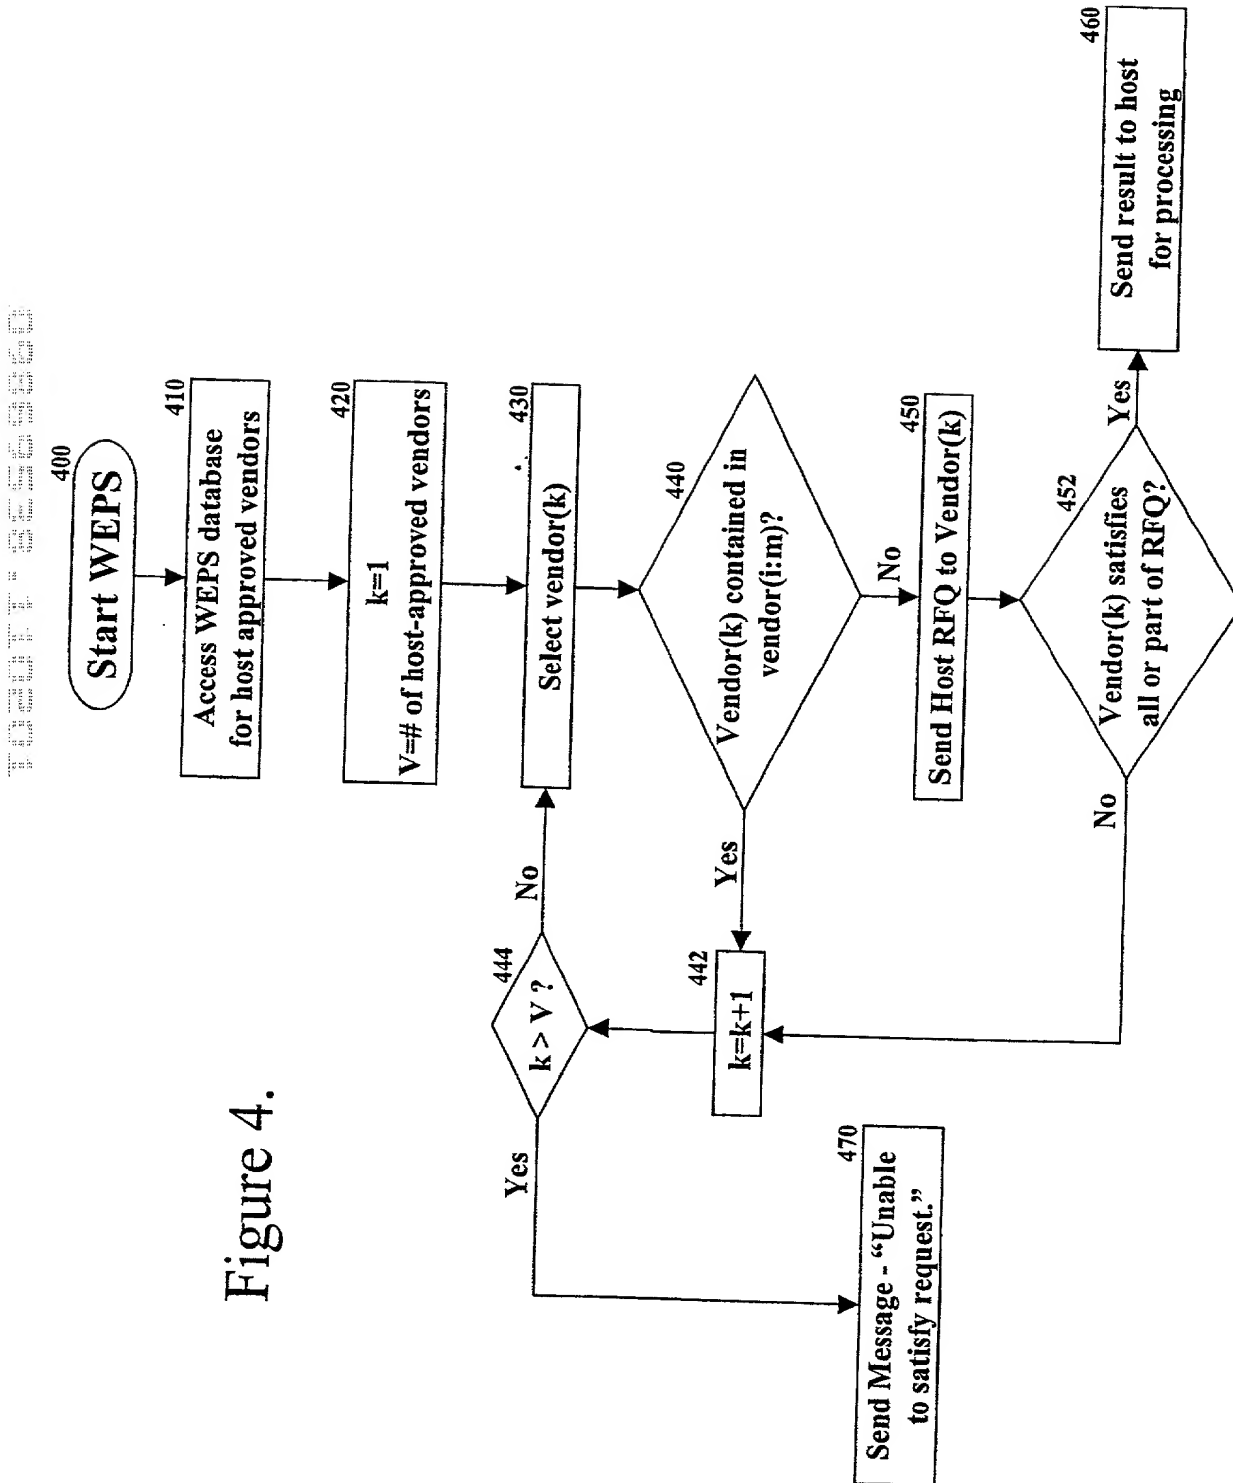 Figure 4.
400
Start WEPS
410
Access WEPS database
for host approved vendors
420
k=1
V=# of host-approved vendors
430
Select vendor(k)
440
Vendor(k) contained in
vendor(i:m)?
Yes
No
442
k=k+1
444
k > V ?
No
Yes
450
Send Host RFQ to Vendor(k)
452
Vendor(k) satisfies
all or part of RFQ?
No
Yes
460
Send result to host
for processing
470
Send Message - “Unable
to satisfy request.”